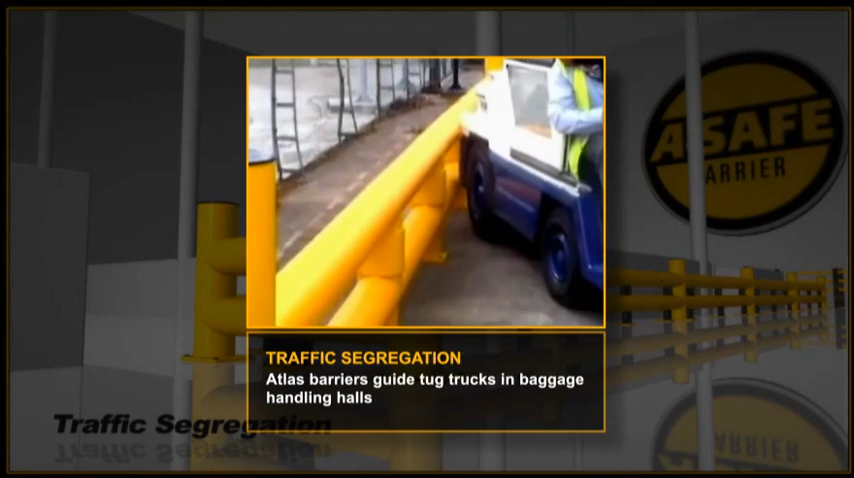 A-SAFE
BARRIER
TRAFFIC SEGREGATION
Atlas barriers guide tug trucks in baggage
handling halls
Traffic Segregation